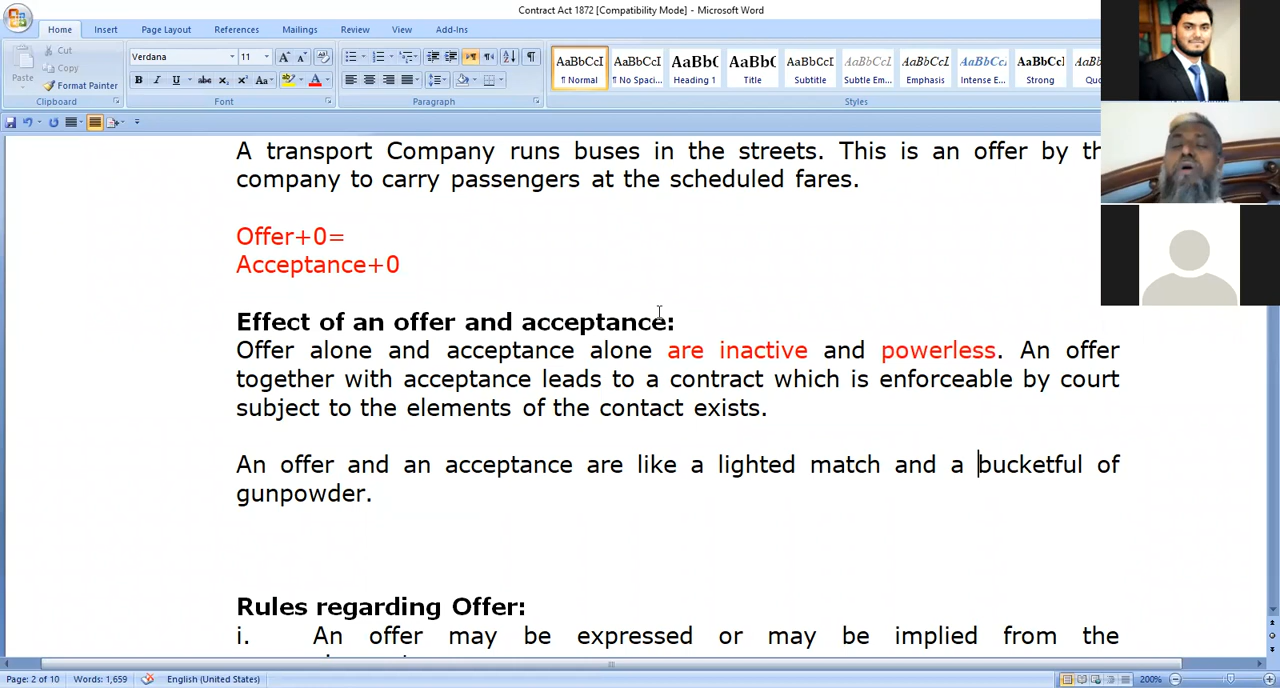 Contract Act 1872 [Compatibility Mode] - Microsoft Word
Home Insert Page Layout References Mailings Review View Add-Ins
Cut
Copy
Format Painter
Paste
Clipboard
Verdana 11
Font
Paragraph
AaBbCcI AaBbCcI AaBbCc AaBb( AaBbCcI AaBbCcI AaBbCcI AaBbCcI AaBbCcI AaBbCc
¶ Normal ¶ No Spaci... Heading 1 Title Subtitle Subtle Em... Emphasis Intense E... Strong Quo
Styles
A transport Company runs buses in the streets. This is an offer by th
company to carry passengers at the scheduled fares.
Offer+0=
Acceptance+0
Effect of an offer and acceptance:
Offer alone and acceptance alone are inactive and powerless. An offer
together with acceptance leads to a contract which is enforceable by court
subject to the elements of the contact exists.
An offer and an acceptance are like a lighted match and a bucketful of
gunpowder.
Rules regarding Offer:
i. An offer may be expressed or may be implied from the
Page: 2 of 10 Words: 1,659 English (United States) 200%